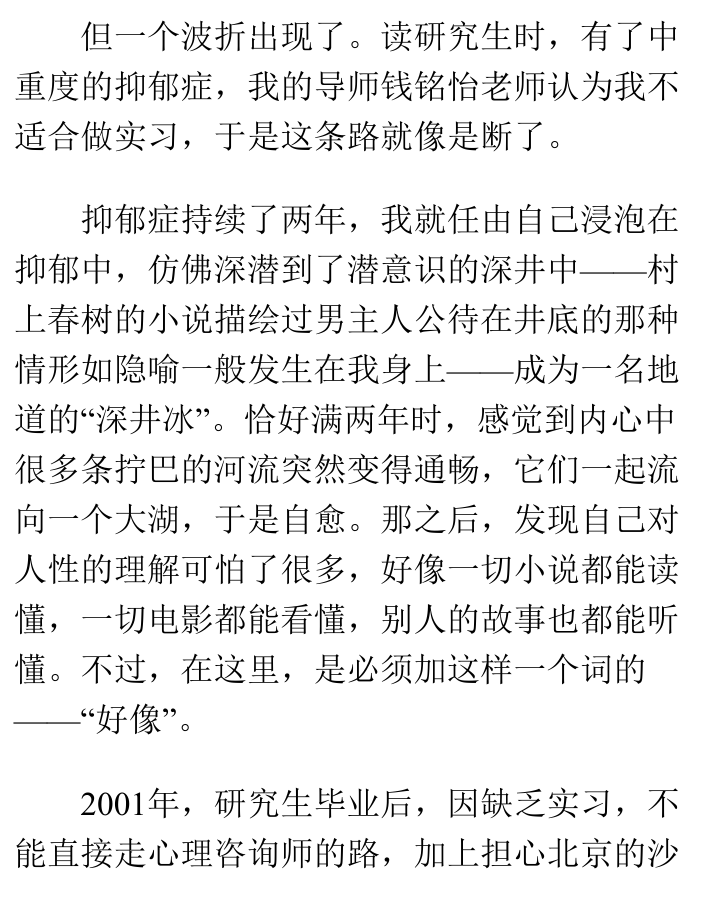 但一个波折出现了。读研究生时，有了中
重度的抑郁症，我的导师钱铭怡老师认为我不
适合做实习，于是这条路就像是断了。
抑郁症持续了两年，我就任由自己浸泡在
抑郁中，仿佛深潜到了潜意识的深井中——村
上春树的小说描绘过男主人公待在井底的那种
情形如隐喻一般发生在我身上——成为一名地
道的“深井冰”。恰好满两年时，感觉到内心中
很多条拧巴的河流突然变得通畅，它们一起流
向一个大湖，于是自愈。那之后，发现自己对
人性的理解可怕了很多，好像一切小说都能读
懂，一切电影都能看懂，别人的故事也都能听
懂。不过，在这里，是必须加这样一个词的
——“好像”。
2001年，研究生毕业后，因缺乏实习，不
能直接走心理咨询师的路，加上担心北京的沙